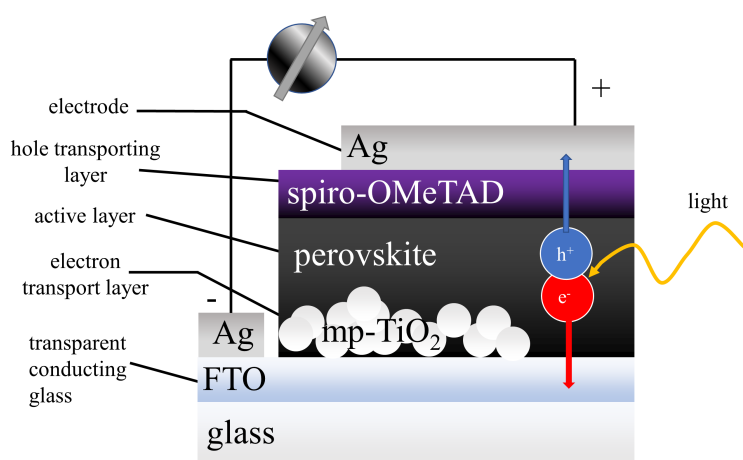 +
electrode
Ag
hole transporting
layer
spiro-OMeTAD
light
active layer
perovskite
h+
electron
transport layer
e-
-
Ag
mp-TiO2
transparent
conducting
glass
FTO
glass